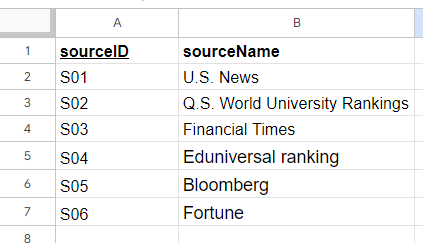 A B
1 sourceID sourceName
2 S01 U.S. News
3 S02 Q.S. World University Rankings
4 S03 Financial Times
5 S04 Eduniversal ranking
6 S05 Bloomberg
7 S06 Fortune
8